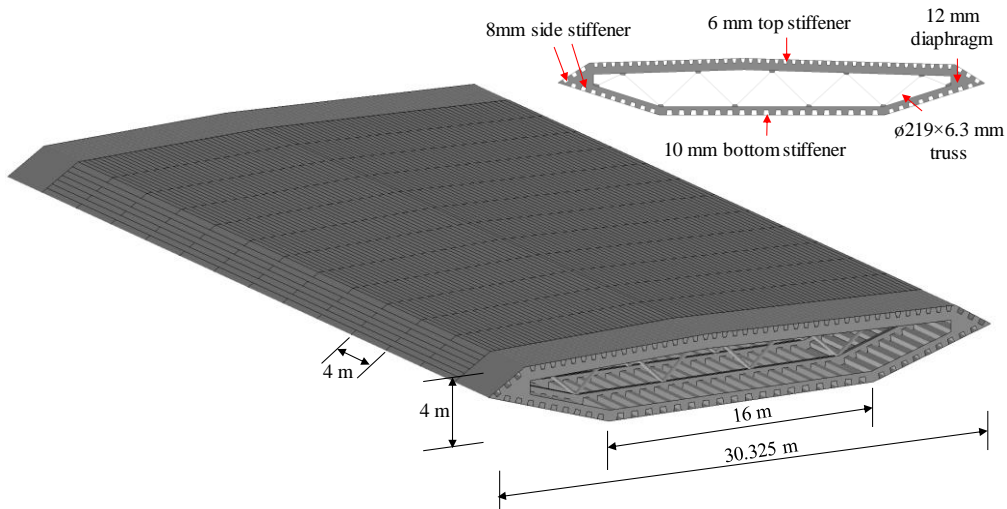 12 mm
diaphragm
6 mm top stiffener
8mm side stiffener
ø219×6.3 mm
truss
10 mm bottom stiffener
4 m
4 m
16 m
30.325 m